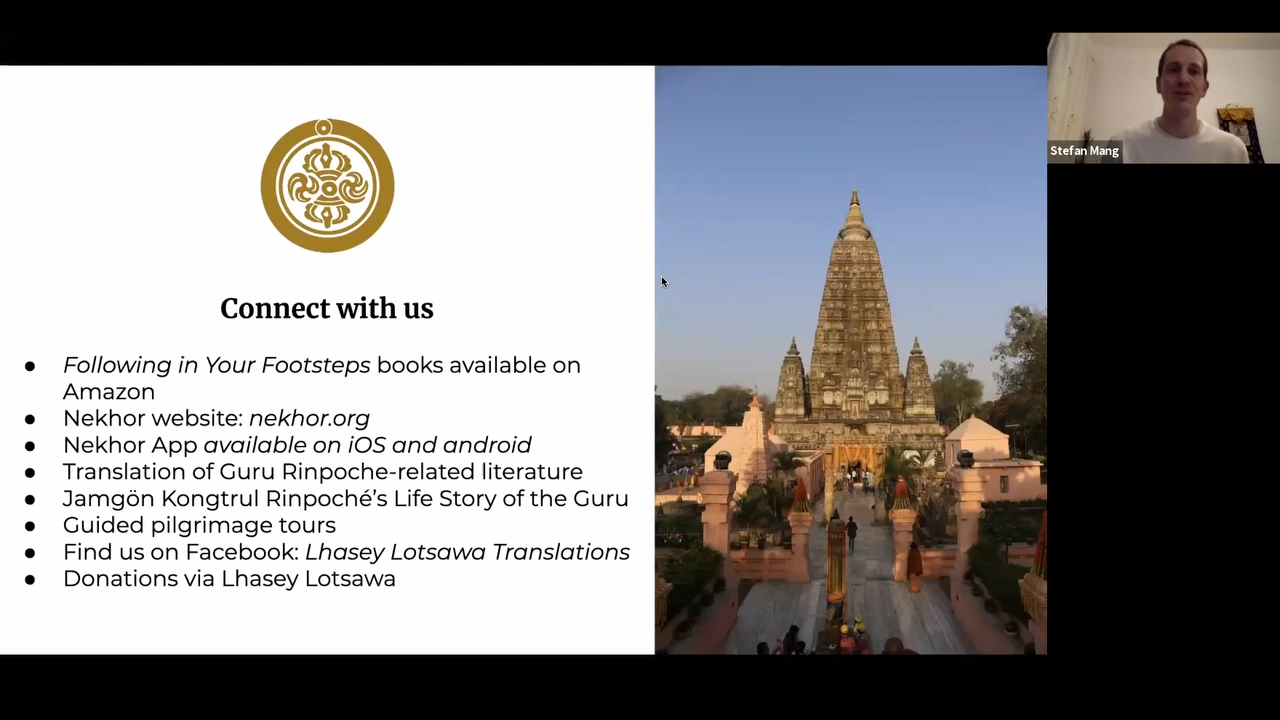 Connect with us
● Following in Your Footsteps books available on
Amazon
● Nekhor website: nekhor.org
● Nekhor App available on iOS and android
● Translation of Guru Rinpoche-related literature
● Jamgön Kongtrul Rinpoché’s Life Story of the Guru
● Guided pilgrimage tours
● Find us on Facebook: Lhasey Lotsawa Translations
● Donations via Lhasey Lotsawa
Stefan Mang